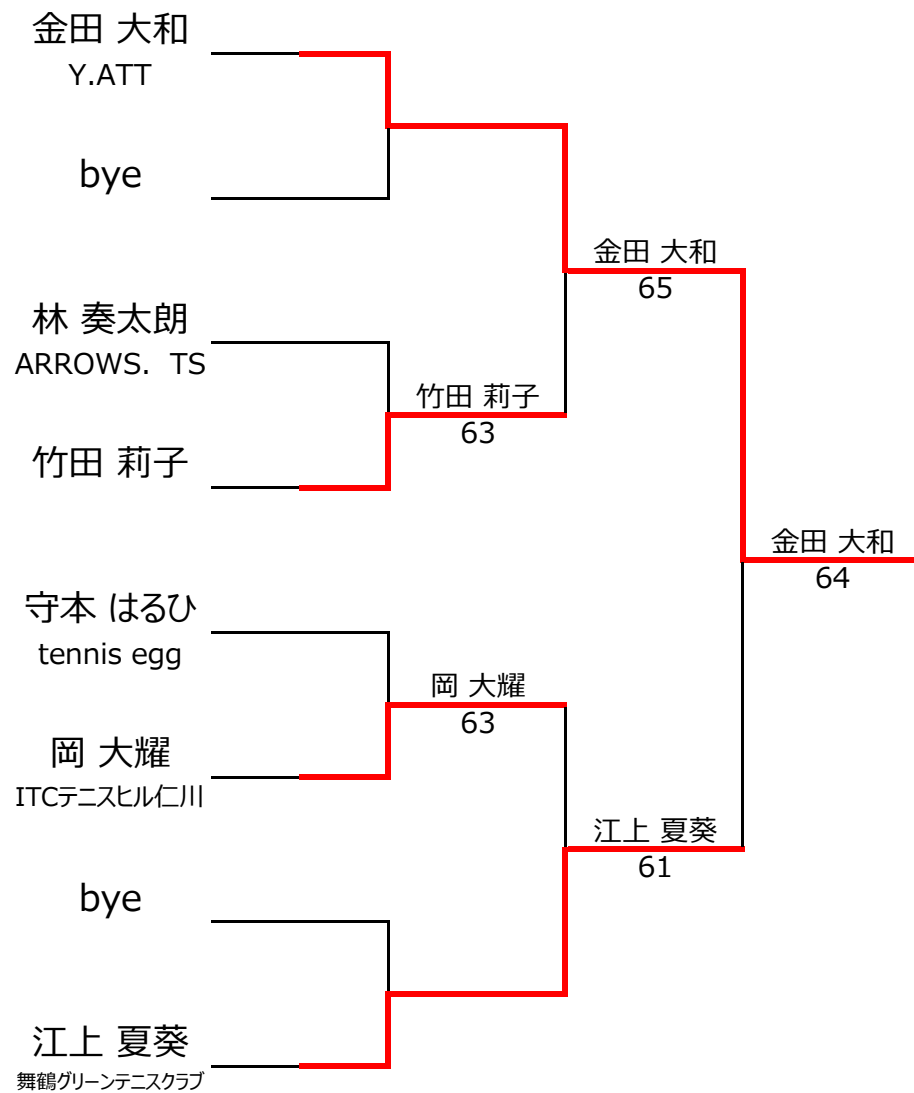 金田 大和
Y.ATT
bye
林 奏太朗
ARROWS. TS
竹田 莉子
守本 はるひ
tennis egg
岡 大耀
ITCテニスヒル仁川
bye
江上 夏葵
舞鶴グリーンテニスクラブ
竹田 莉子
63
岡 大耀
63
金田 大和
65
江上 夏葵
61
金田 大和
64